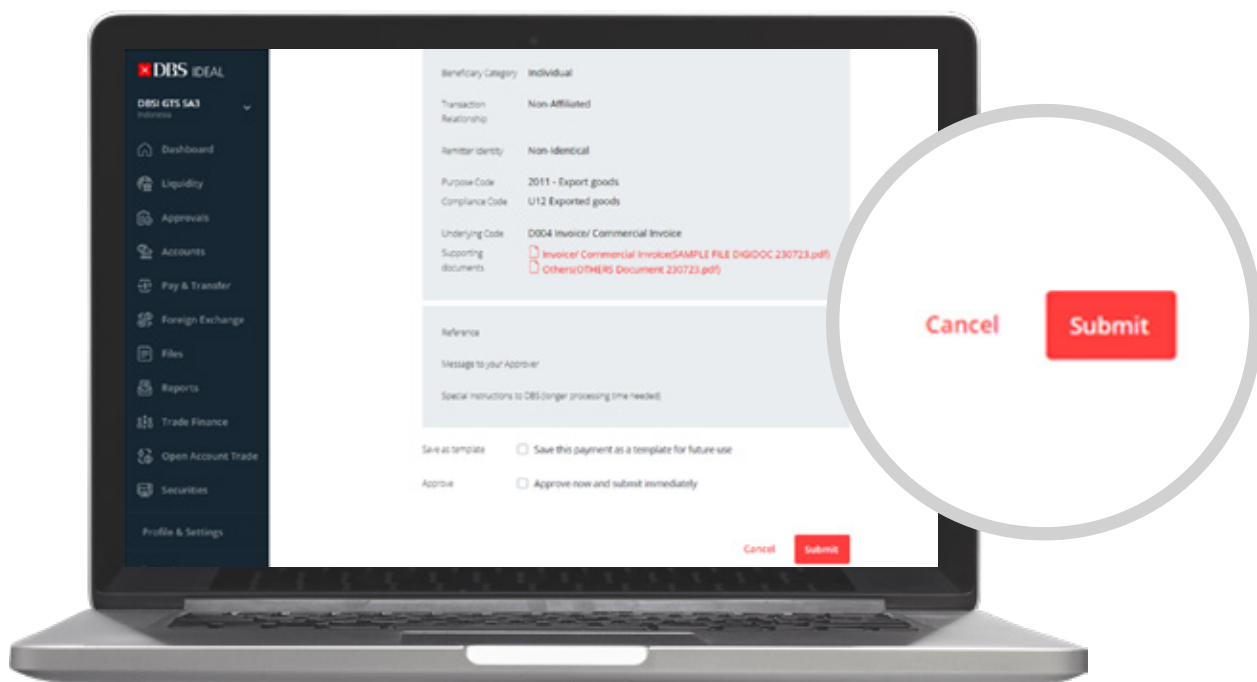 DBS IDEAL
DBSI GTS SA3
Indonesia
Dashboard
Liquidity
Approvals
Accounts
Pay & Transfer
Foreign Exchange
Files
Reports
Trade Finance
Open Account Trade
Securities
Profile & Settings
Beneficiary Category Individual
Transaction Relationship Non-Affiliated
Remitter Identity Non-Identical
Purpose Code 2011 - Export goods
Compliance Code U12 Exported goods
Underlying Code D004 Invoice/ Commercial Invoice
Supporting documents Invoice/ Commercial Invoice(SAMPLE FILE DIGIDOC 230723.pdf)
Others(OTHERS Document 230723.pdf)
Reference
Message to your Approver
Special Instructions to DBS (longer processing time needed)
Save as template Save this payment as a template for future use
Approve Approve now and submit immediately
Cancel Submit
Cancel Submit